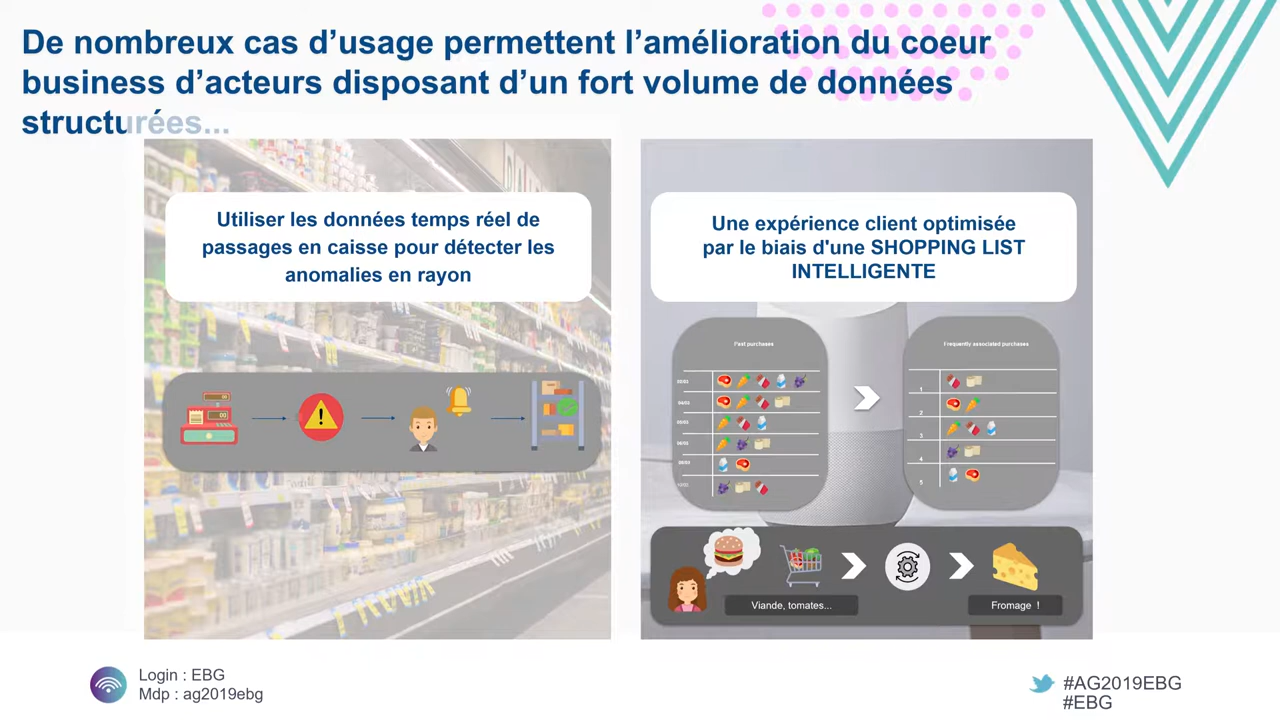 De nombreux cas d’usage permettent l’amélioration du coeur
business d’acteurs disposant d’un fort volume de données
structurées...
Utiliser les données temps réel de
passages en caisse pour détecter les
anomalies en rayon
Une expérience client optimisée
par le biais d'une SHOPPING LIST
INTELLIGENTE
Past purchases
Frequently associated purchases
1
2
3
4
5
Viande, tomates...
Fromage !
Login : EBG
Mdp : ag2019ebg
#AG2019EBG
#EBG